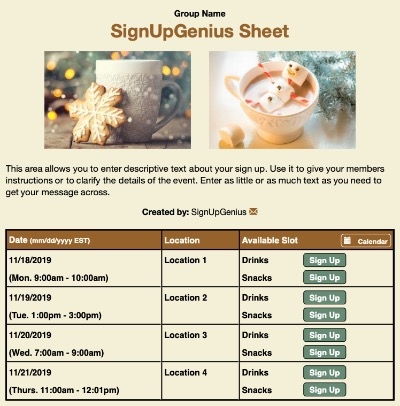 Group Name
SignUpGenius Sheet
This area allows you to enter descriptive text about your sign up. Use it to give your members
instructions or to clarify the details of the event. Enter as little or as much text as you need to
get your message across.
Created by: SignUpGenius
Date (mm/dd/yyyy EST) Location Available Slot Calendar
11/18/2019 Location 1 Drinks Sign Up
(Mon. 9:00am - 10:00am) Snacks Sign Up
11/19/2019 Location 2 Drinks Sign Up
(Tue. 1:00pm - 3:00pm) Snacks Sign Up
11/20/2019 Location 3 Drinks Sign Up
(Wed. 7:00am - 9:00am) Snacks Sign Up
11/21/2019 Location 4 Drinks Sign Up
(Thurs. 11:00am - 12:01pm) Snacks Sign Up